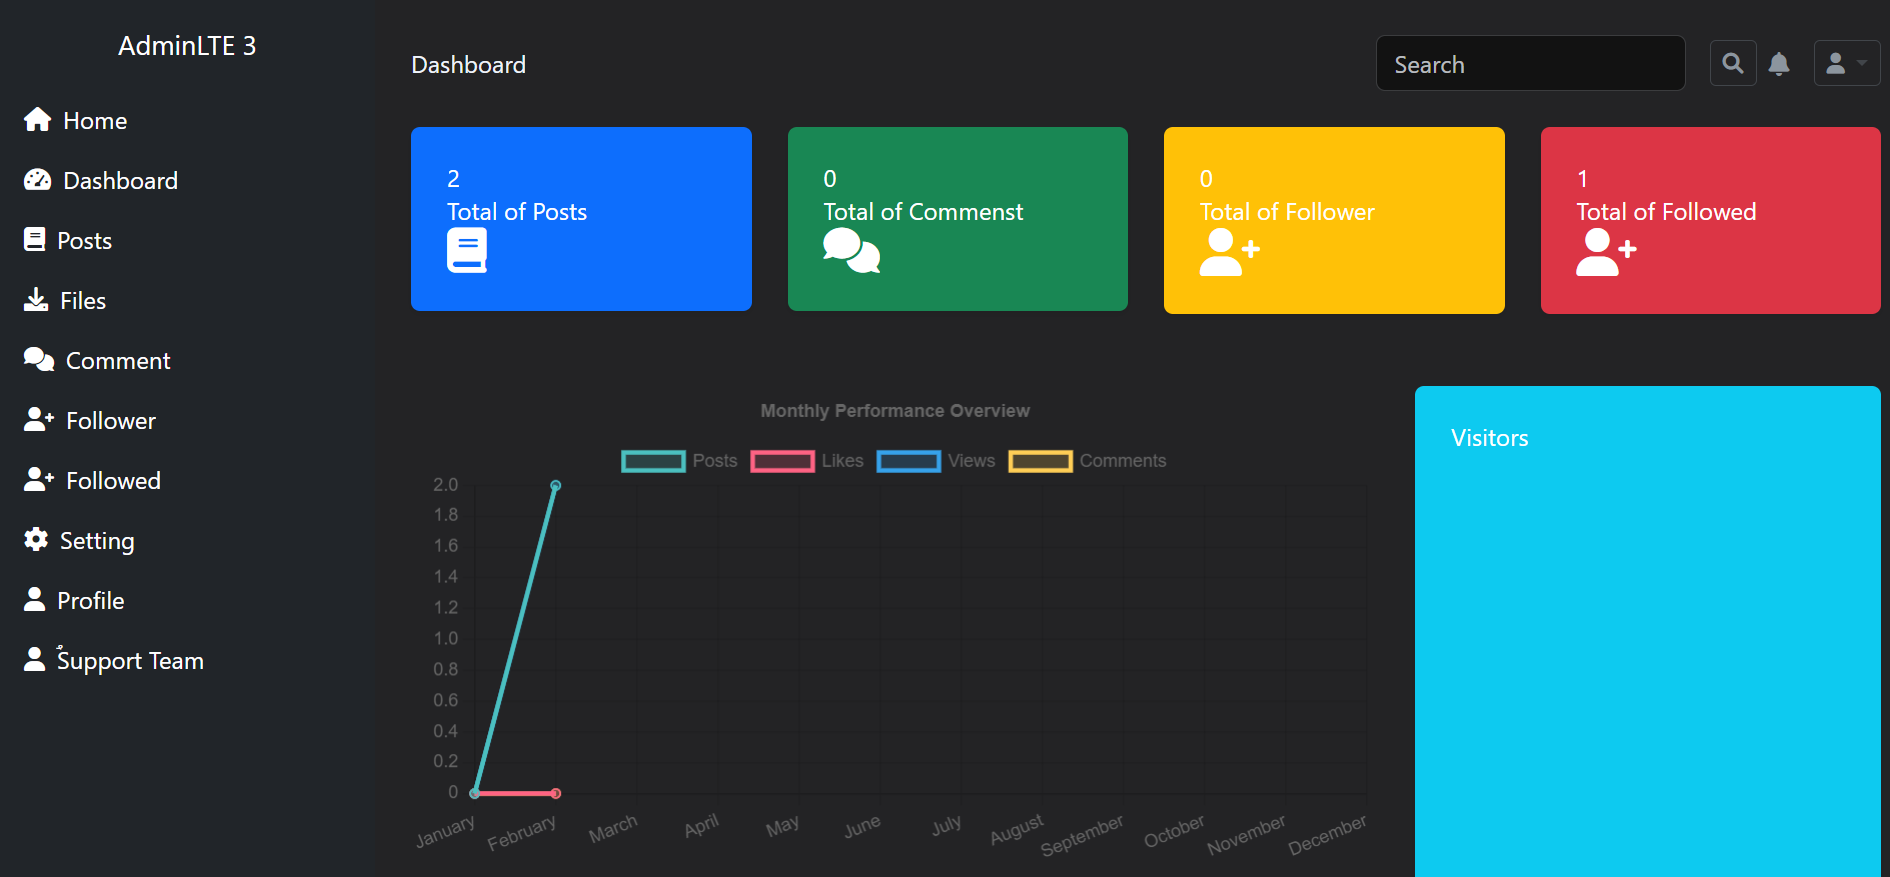 AdminLTE 3
Home
Dashboard
Posts
Files
Comment
Follower
Followed
Setting
Profile
ُSupport Team
Dashboard
Search
2
Total of Posts
0
Total of Commenst
0
Total of Follower
1
Total of Followed
Monthly Performance Overview
Posts Likes Views Comments
2.0
1.8
1.6
1.4
1.2
1.0
0.8
0.6
0.4
0.2
0
January February March April May June July August September October November December
Visitors